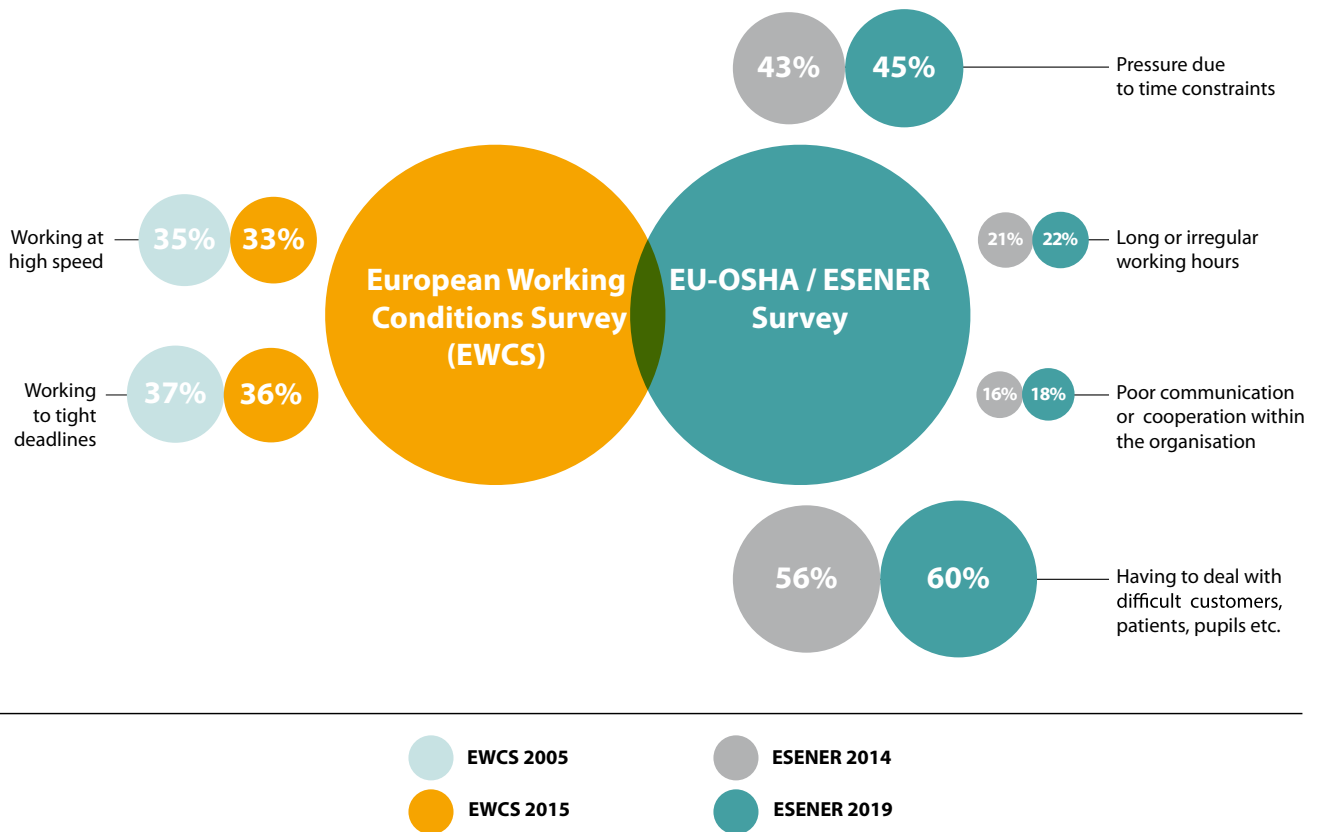 43%
45%
Pressure due
to time constraints
35%
33%
Working at
high speed
21%
22%
Long or irregular
working hours
European Working
Conditions Survey
(EWCS)
EU-OSHA / ESENER
Survey
37%
36%
Working
to tight
deadlines
16%
18%
Poor communication
or cooperation within
the organisation
56%
60%
Having to deal with
difficult customers,
patients, pupils etc.
EWCS 2005
EWCS 2015
ESENER 2014
ESENER 2019